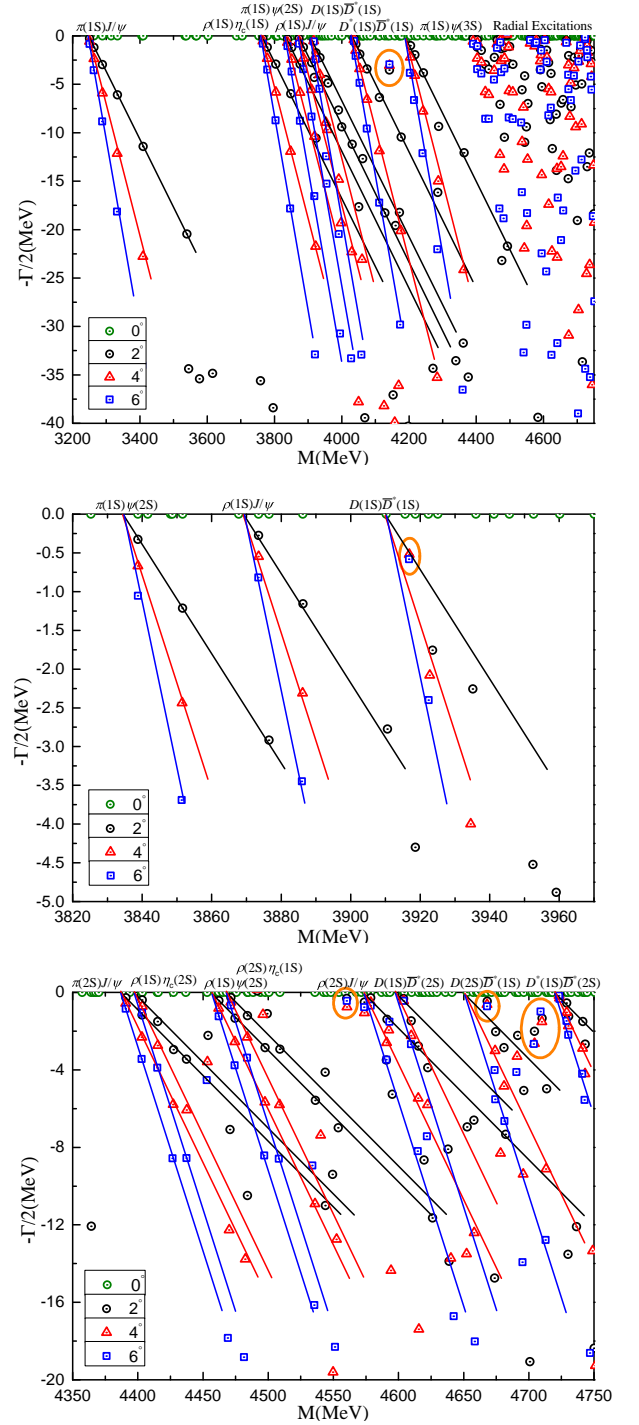 π(1S)ψ(2S) D(1S)D̅*(1S)
π(1S)J/ψ ρ(1S)η_c(1S) ρ(1S)J/ψ D*(1S)D̅*(1S) π(1S)ψ(3S) Radial Excitations
0
-5
-10
-15
-20
-25
-30
-35
-40
-Γ/2(MeV)
0°
2°
4°
6°
3200 3400 3600 3800 4000 4200 4400 4600
M(MeV)
π(1S)ψ(2S) ρ(1S)J/ψ D(1S)D̅*(1S)
0.0
-0.5
-1.0
-1.5
-2.0
-2.5
-3.0
-3.5
-4.0
-4.5
-5.0
-Γ/2(MeV)
0°
2°
4°
6°
3820 3840 3860 3880 3900 3920 3940 3960
M(MeV)
ρ(2S)η_c(1S)
π(2S)J/ψ ρ(1S)η_c(2S) ρ(1S)ψ(2S) ρ(2S)J/ψ D(1S)D̅*(2S) D(2S)D̅*(1S) D*(1S)D̅*(2S)
0
-4
-8
-12
-16
-20
-Γ/2(MeV)
0°
2°
4°
6°
4350 4400 4450 4500 4550 4600 4650 4700 4750
M(MeV)